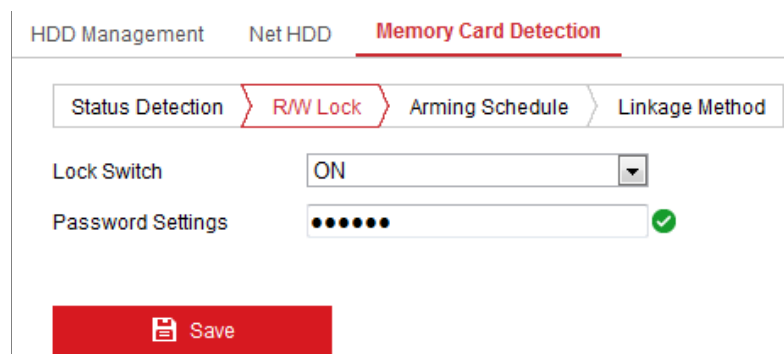 HDD Management Net HDD Memory Card Detection
Status Detection R/W Lock Arming Schedule Linkage Method
Lock Switch ON
Password Settings ●●●●●●
Save